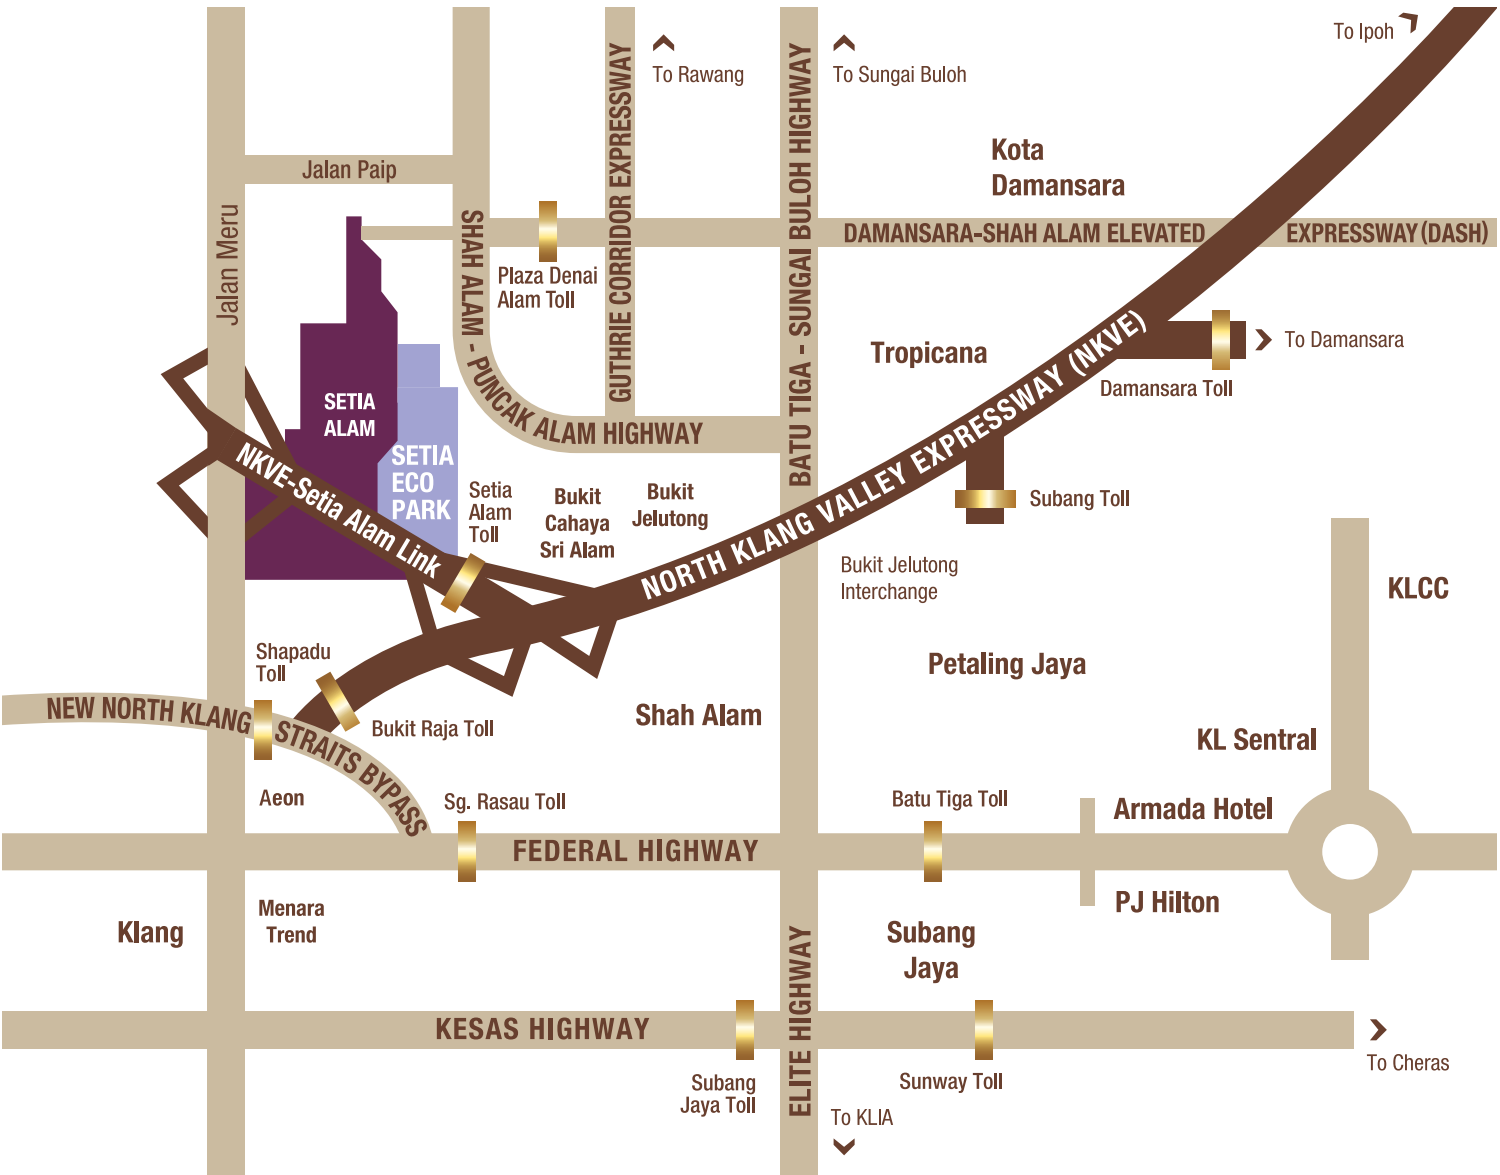 To Ipoh
To Rawang
To Sungai Buloh
Kota
Damansara
Jalan Paip
Jalan Meru
SHAH ALAM - PUNCAK ALAM HIGHWAY
GUTHRIE CORRIDOR EXPRESSWAY
BATU TIGA - SUNGAI BULOH HIGHWAY
DAMANSARA-SHAH ALAM ELEVATED EXPRESSWAY (DASH)
Plaza Denai
Alam Toll
Tropicana
To Damansara
Damansara Toll
SETIA
ALAM
SETIA
ECO
PARK
NKVE-Setia Alam Link
Setia
Alam
Toll
Bukit
Cahaya
Sri Alam
Bukit
Jelutong
NORTH KLANG VALLEY EXPRESSWAY (NKVE)
Subang Toll
Bukit Jelutong
Interchange
KLCC
Shapadu
Toll
Petaling Jaya
NEW NORTH KLANG STRAITS BYPASS
Bukit Raja Toll
Shah Alam
KL Sentral
Aeon
Sg. Rasau Toll
Batu Tiga Toll
Armada Hotel
FEDERAL HIGHWAY
Klang
Menara
Trend
PJ Hilton
Subang
Jaya
ELITE HIGHWAY
KESAS HIGHWAY
To Cheras
Subang
Jaya Toll
Sunway Toll
To KLIA